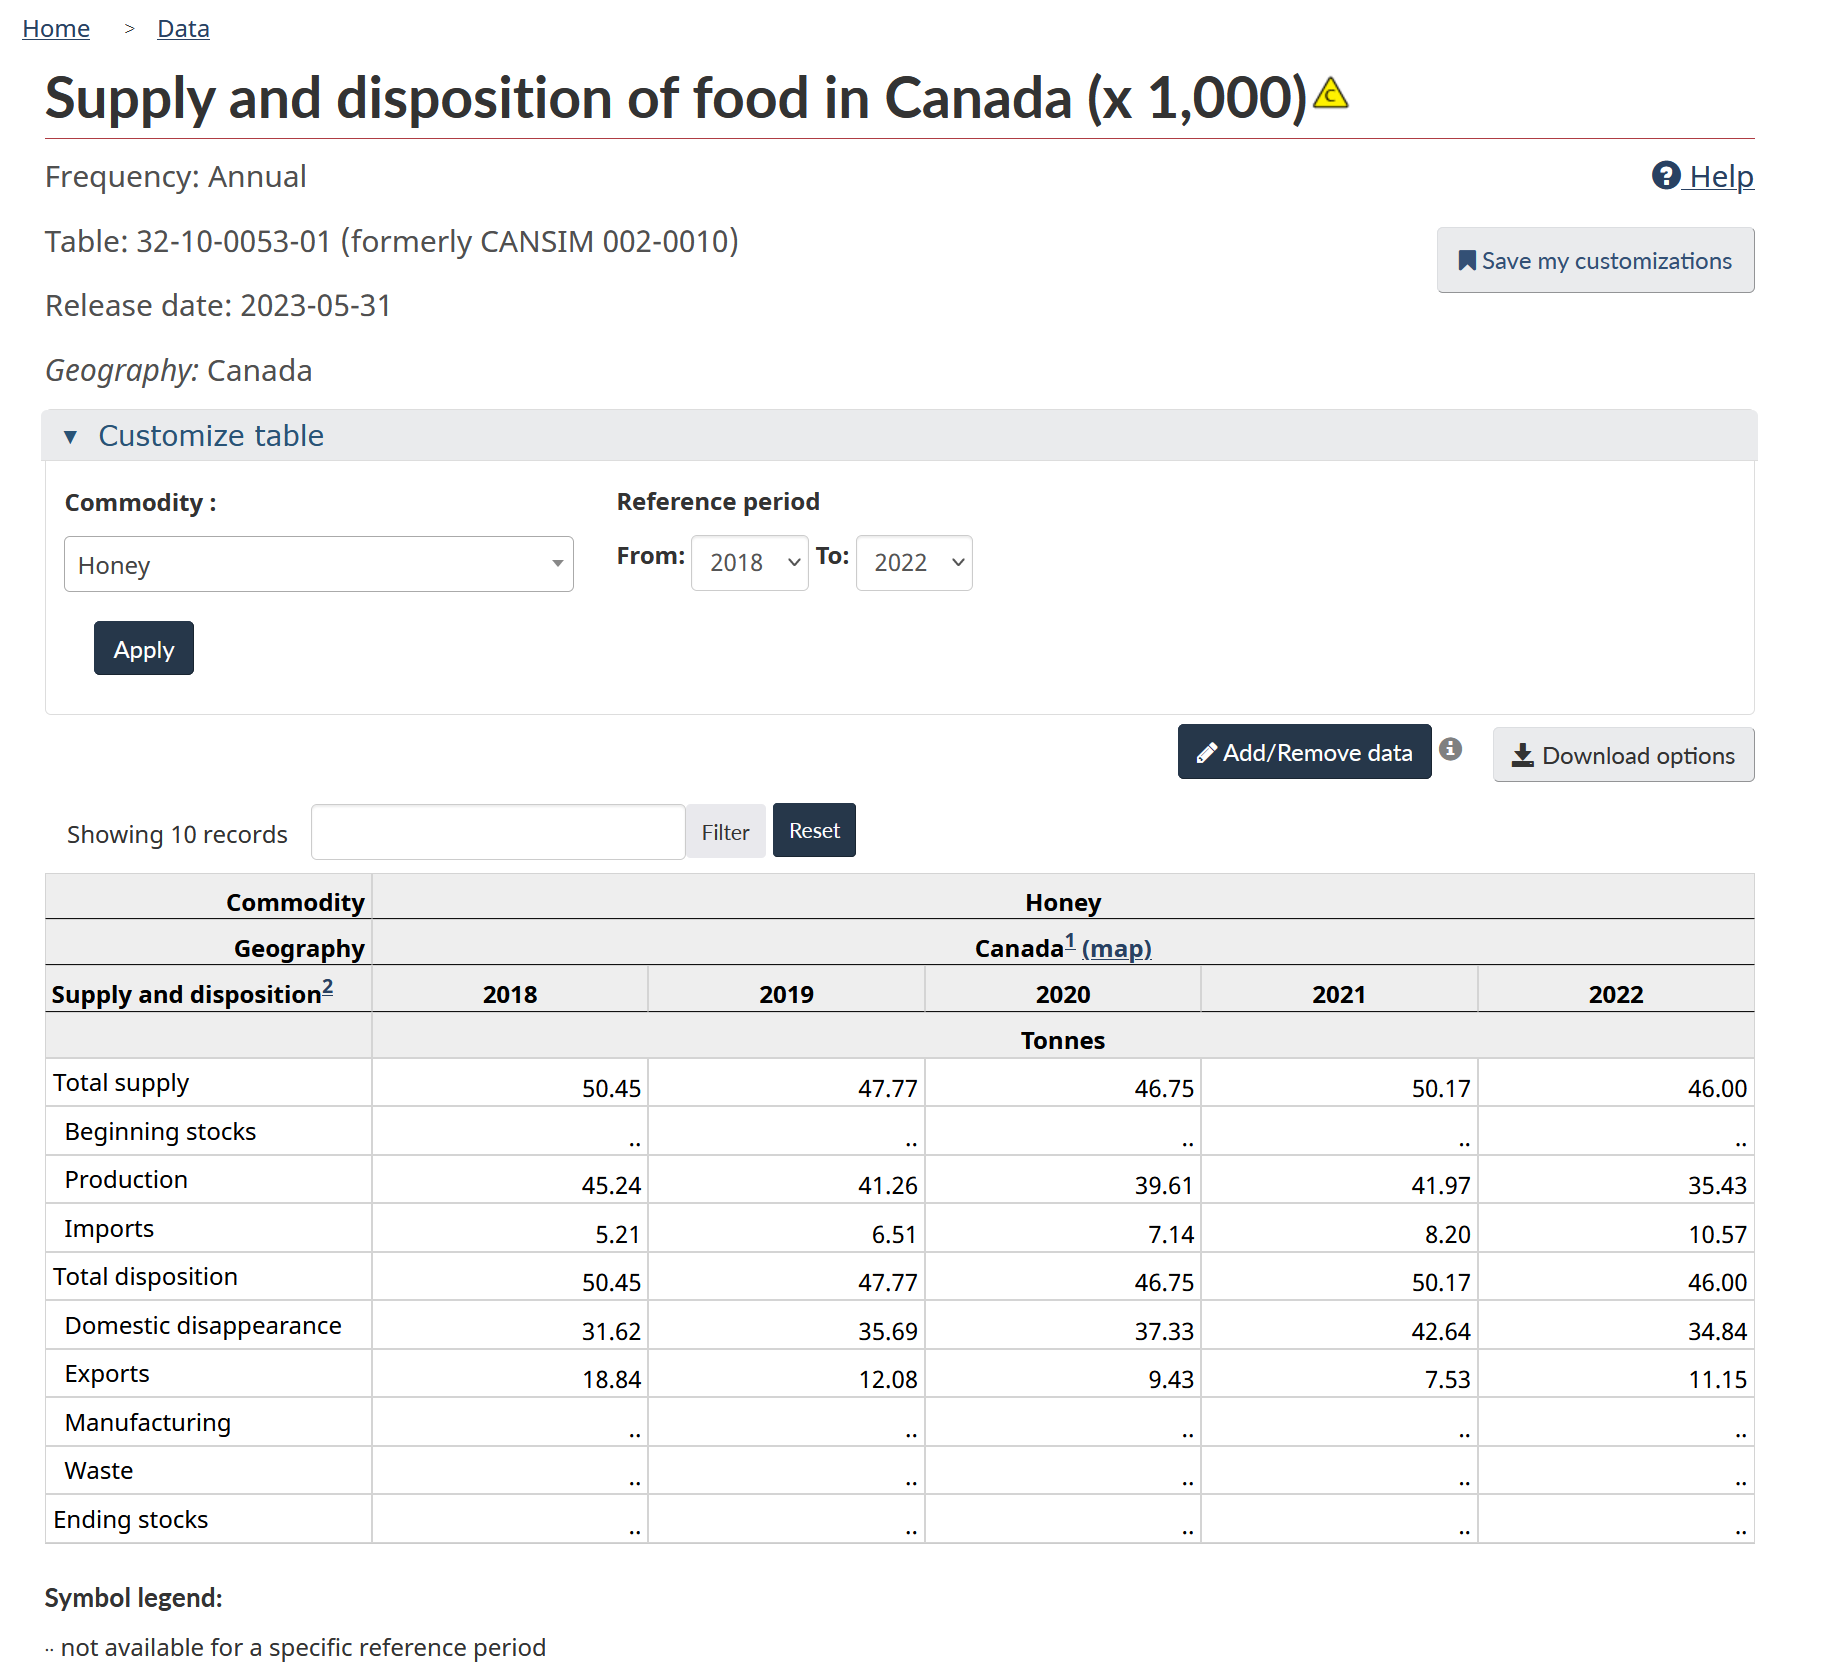 Home > Data
Supply and disposition of food in Canada (x 1,000) C
Frequency: Annual
Help
Table: 32-10-0053-01 (formerly CANSIM 002-0010)
Save my customizations
Release date: 2023-05-31
Geography: Canada
▼ Customize table
Commodity :
Reference period
Honey
From: 2018 To: 2022
Apply
Add/Remove data
Download options
Showing 10 records Filter Reset
Commodity Honey
Geography Canada1 (map)
Supply and disposition2 2018 2019 2020 2021 2022
Tonnes
Total supply 50.45 47.77 46.75 50.17 46.00
Beginning stocks .. .. .. .. ..
Production 45.24 41.26 39.61 41.97 35.43
Imports 5.21 6.51 7.14 8.20 10.57
Total disposition 50.45 47.77 46.75 50.17 46.00
Domestic disappearance 31.62 35.69 37.33 42.64 34.84
Exports 18.84 12.08 9.43 7.53 11.15
Manufacturing .. .. .. .. ..
Waste .. .. .. .. ..
Ending stocks .. .. .. .. ..
Symbol legend:
.. not available for a specific reference period